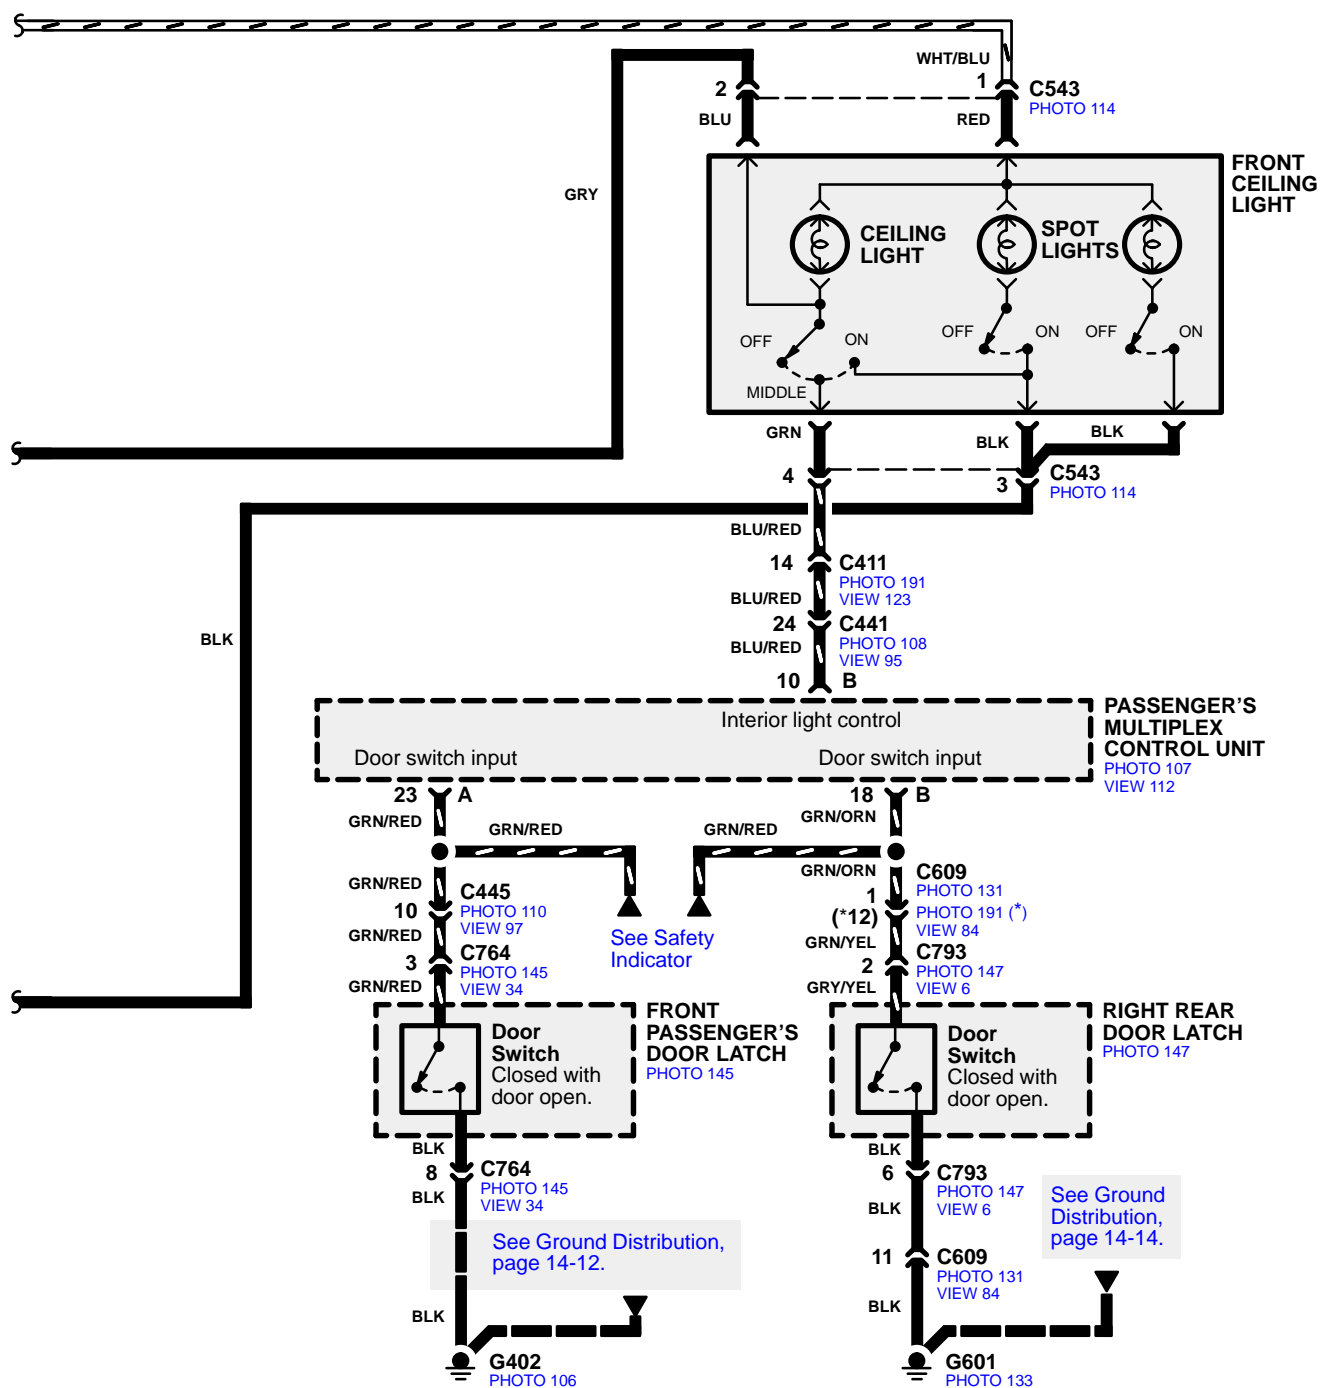 WHT/BLU
2
1
C543
PHOTO 114
BLU
RED
FRONT
CEILING
LIGHT
GRY
CEILING
LIGHT
SPOT
LIGHTS
OFF
ON
OFF
ON
OFF
ON
MIDDLE
GRN
BLK
BLK
4
3
C543
PHOTO 114
BLU/RED
14
C411
PHOTO 191
VIEW 123
BLU/RED
24
C441
PHOTO 108
VIEW 95
BLU/RED
BLK
10
B
Interior light control
Door switch input
Door switch input
PASSENGER'S
MULTIPLEX
CONTROL UNIT
PHOTO 107
VIEW 112
23
A
18
B
GRN/RED
GRN/ORN
GRN/RED
GRN/RED
GRN/RED
GRN/ORN
C445
PHOTO 110
VIEW 97
10
GRN/RED
C609
PHOTO 131
PHOTO 191 (*)
VIEW 84
1
(*12)
GRN/YEL
See Safety
Indicator
3
C764
PHOTO 145
VIEW 34
GRN/RED
2
C793
PHOTO 147
VIEW 6
GRY/YEL
Door
Switch
Closed with
door open.
FRONT
PASSENGER'S
DOOR LATCH
PHOTO 145
Door
Switch
Closed with
door open.
RIGHT REAR
DOOR LATCH
PHOTO 147
BLK
8
C764
PHOTO 145
VIEW 34
BLK
BLK
6
C793
PHOTO 147
VIEW 6
BLK
See Ground
Distribution,
page 14-14.
See Ground Distribution,
page 14-12.
11
C609
PHOTO 131
VIEW 84
BLK
BLK
G402
PHOTO 106
G601
PHOTO 133